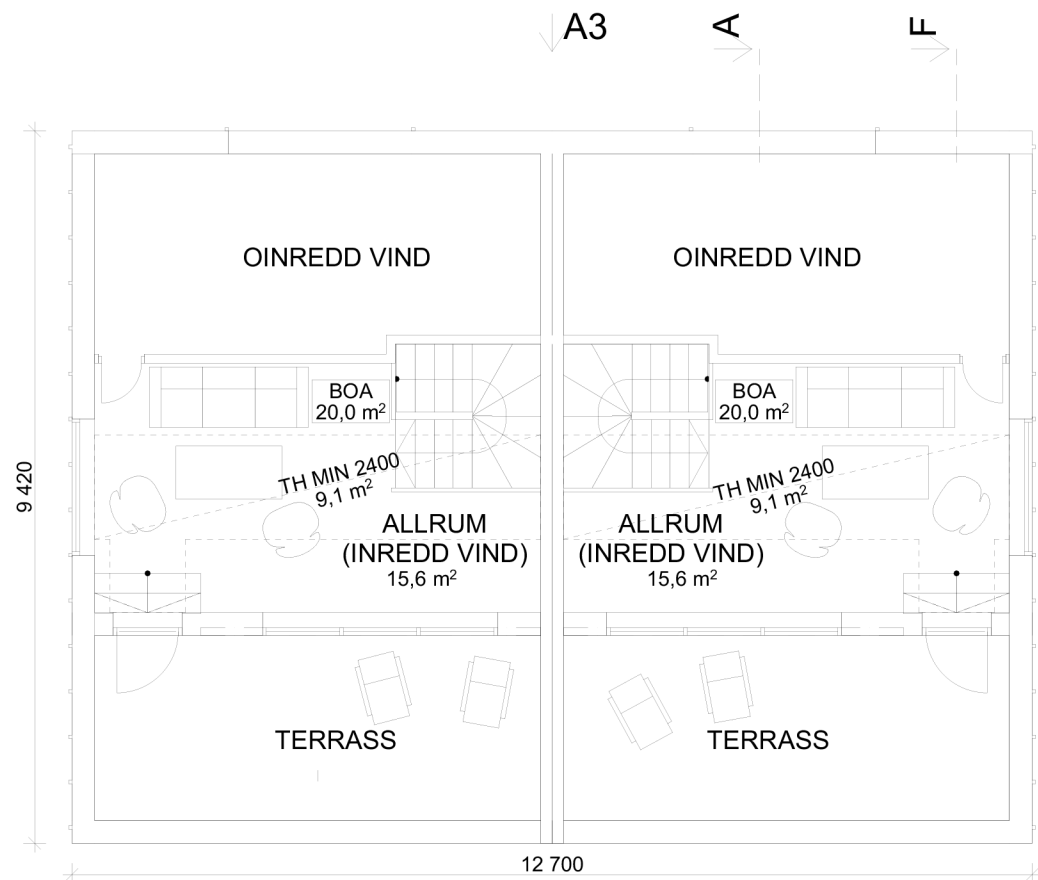 A3
A
F
OINREDD VIND
OINREDD VIND
BOA
20,0 m²
BOA
20,0 m²
TH MIN 2400
9,1 m²
TH MIN 2400
9,1 m²
9 420
ALLRUM
(INREDD VIND)
15,6 m²
ALLRUM
(INREDD VIND)
15,6 m²
TERRASS
TERRASS
12 700